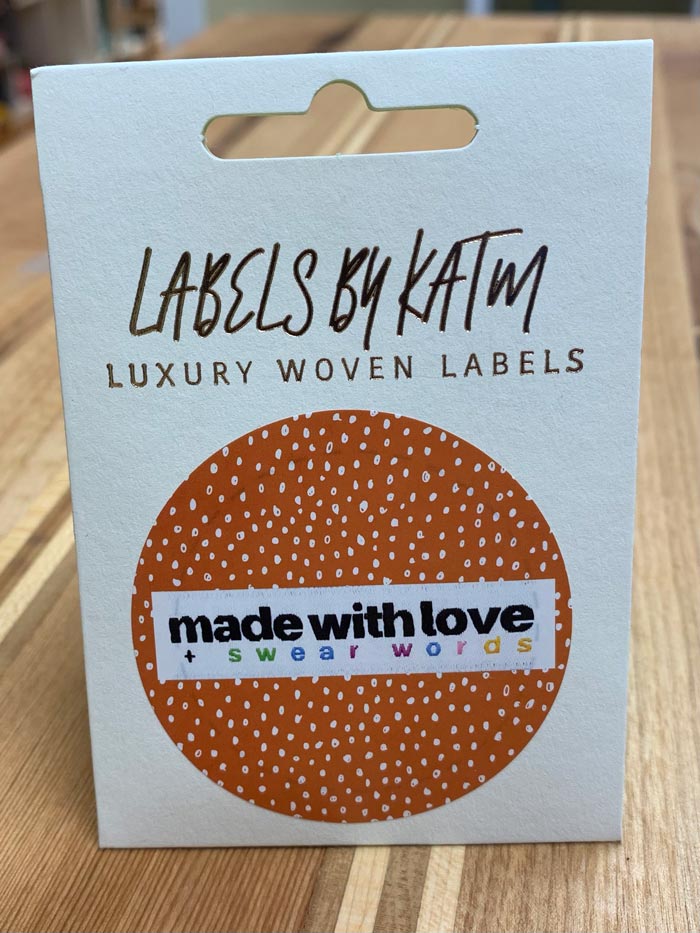 LABELS BY KATM
LUXURY WOVEN LABELS
made with love
+ swear words